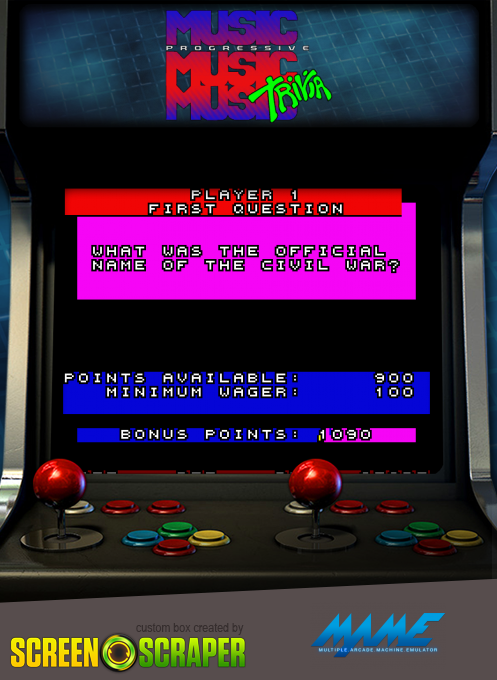 MUSIC
PROGRESSIVE
MUSIC
MUSIC
TRIVIA
PLAYER 1
FIRST QUESTION
WHAT WAS THE OFFICIAL
NAME OF THE CIVIL WAR?
POINTS AVAILABLE: 900
MINIMUM WAGER: 100
BONUS POINTS: 1090
custom box created by
SCREEN SCRAPER
MAME
MULTIPLE ARCADE MACHINE EMULATOR